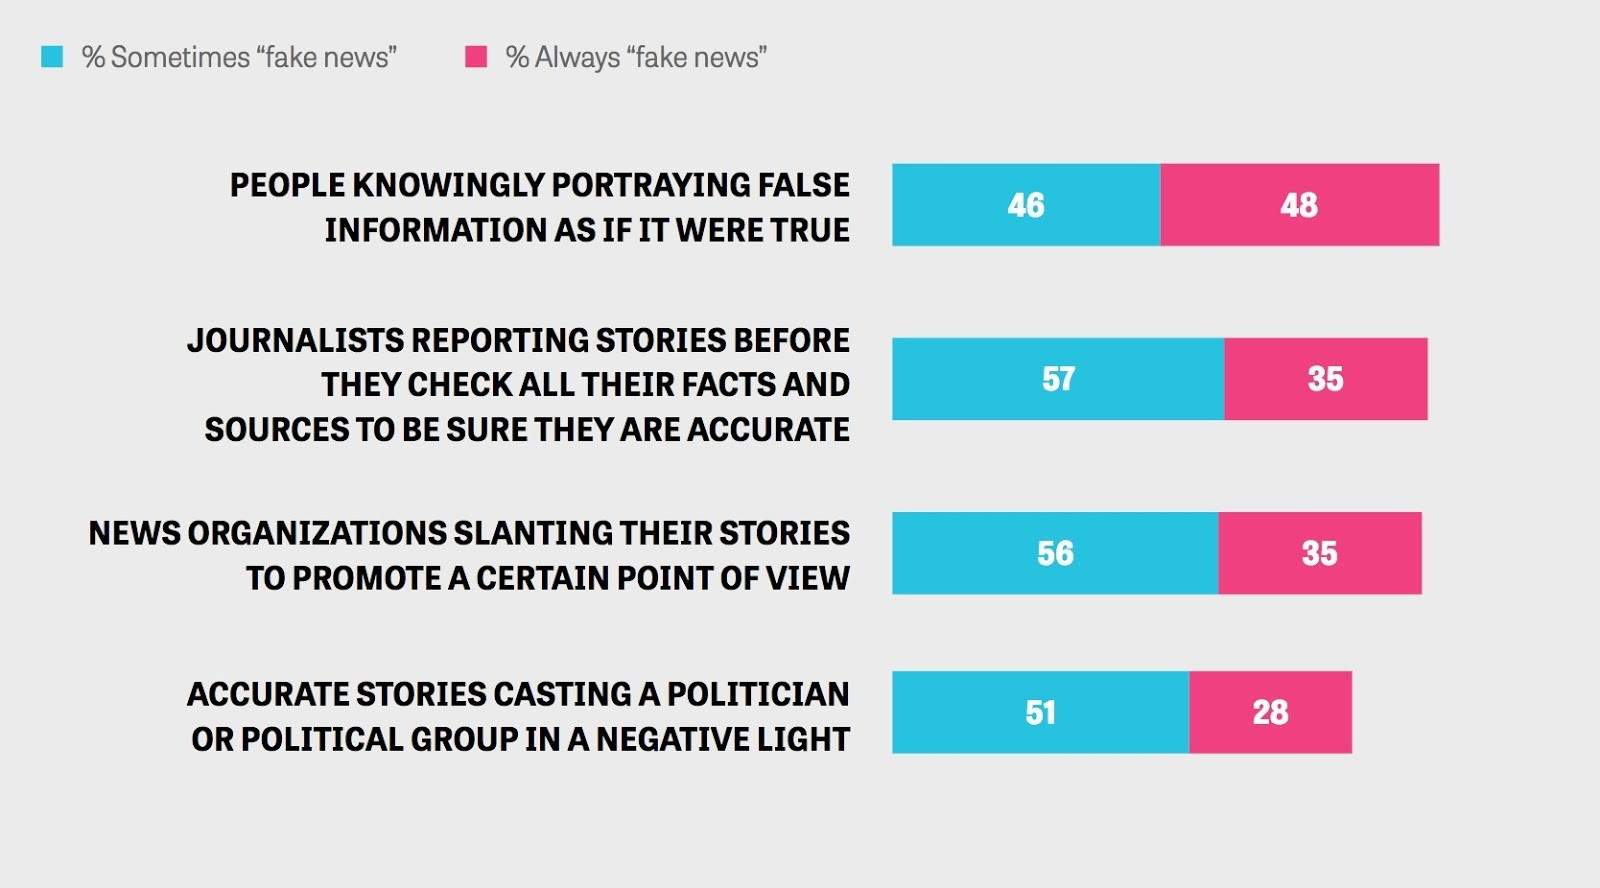 % Sometimes “fake news”
% Always “fake news”
PEOPLE KNOWINGLY PORTRAYING FALSE
INFORMATION AS IF IT WERE TRUE
46 48
JOURNALISTS REPORTING STORIES BEFORE
THEY CHECK ALL THEIR FACTS AND
SOURCES TO BE SURE THEY ARE ACCURATE
57 35
NEWS ORGANIZATIONS SLANTING THEIR STORIES
TO PROMOTE A CERTAIN POINT OF VIEW
56 35
ACCURATE STORIES CASTING A POLITICIAN
OR POLITICAL GROUP IN A NEGATIVE LIGHT
51 28